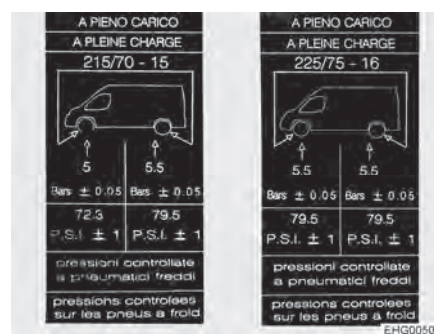 A PIENO CARICO
A PLEINE CHARGE
215/70 - 15
5 5.5
Bars ± 0.05 Bars ± 0.05
72.3 79.5
P.S.I. ± 1 P.S.I. ± 1
pressioni controllate
a pneumatici freddi
pressions controlees
sur les pneus a froid
A PIENO CARICO
A PLEINE CHARGE
225/75 - 16
5.5 5.5
Bars ± 0.05 Bars ± 0.05
79.5 79.5
P.S.I. ± 1 P.S.I. ± 1
pressioni controllate
a pneumatici freddi
pressions controlees
sur les pneus a froid
EHG0050